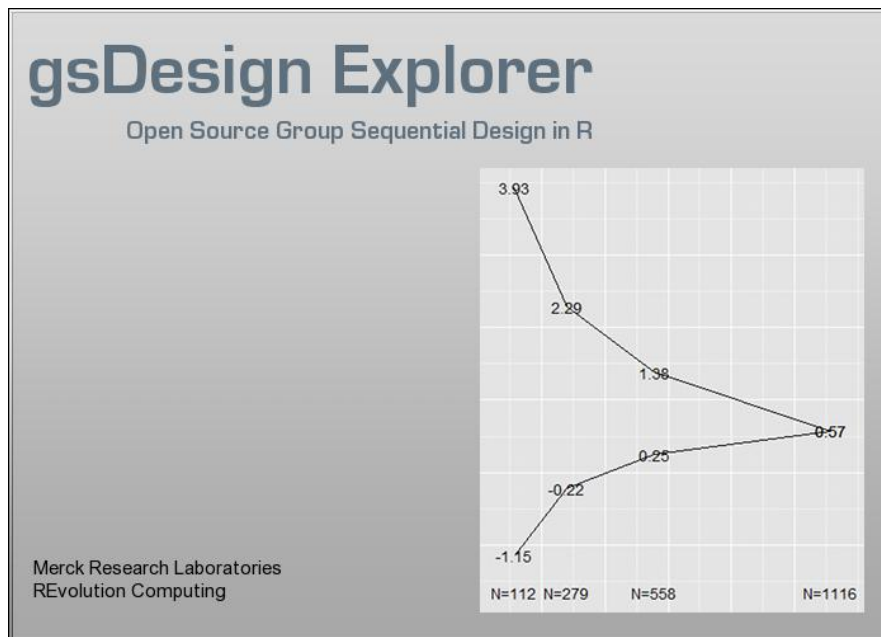 gsDesign Explorer
Open Source Group Sequential Design in R
3.93
2.29
1.38
0.57
0.25
-0.22
-1.15
N=112 N=279 N=558 N=1116
Merck Research Laboratories
REvolution Computing